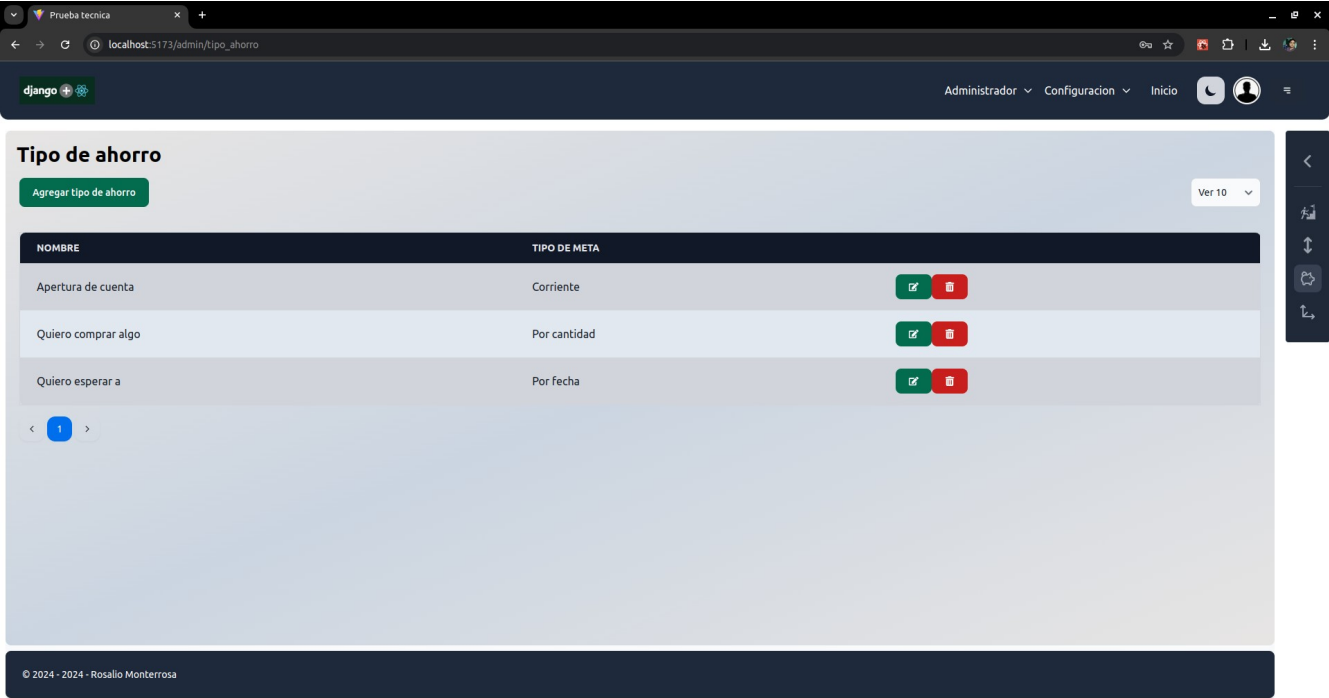 Prueba tecnica
localhost:5173/admin/tipo_ahorro
django
Administrador
Configuracion
Inicio
Tipo de ahorro
Agregar tipo de ahorro
Ver 10
NOMBRE TIPO DE META
Apertura de cuenta Corriente
Quiero comprar algo Por cantidad
Quiero esperar a Por fecha
1
© 2024 - 2024 - Rosalio Monterrosa